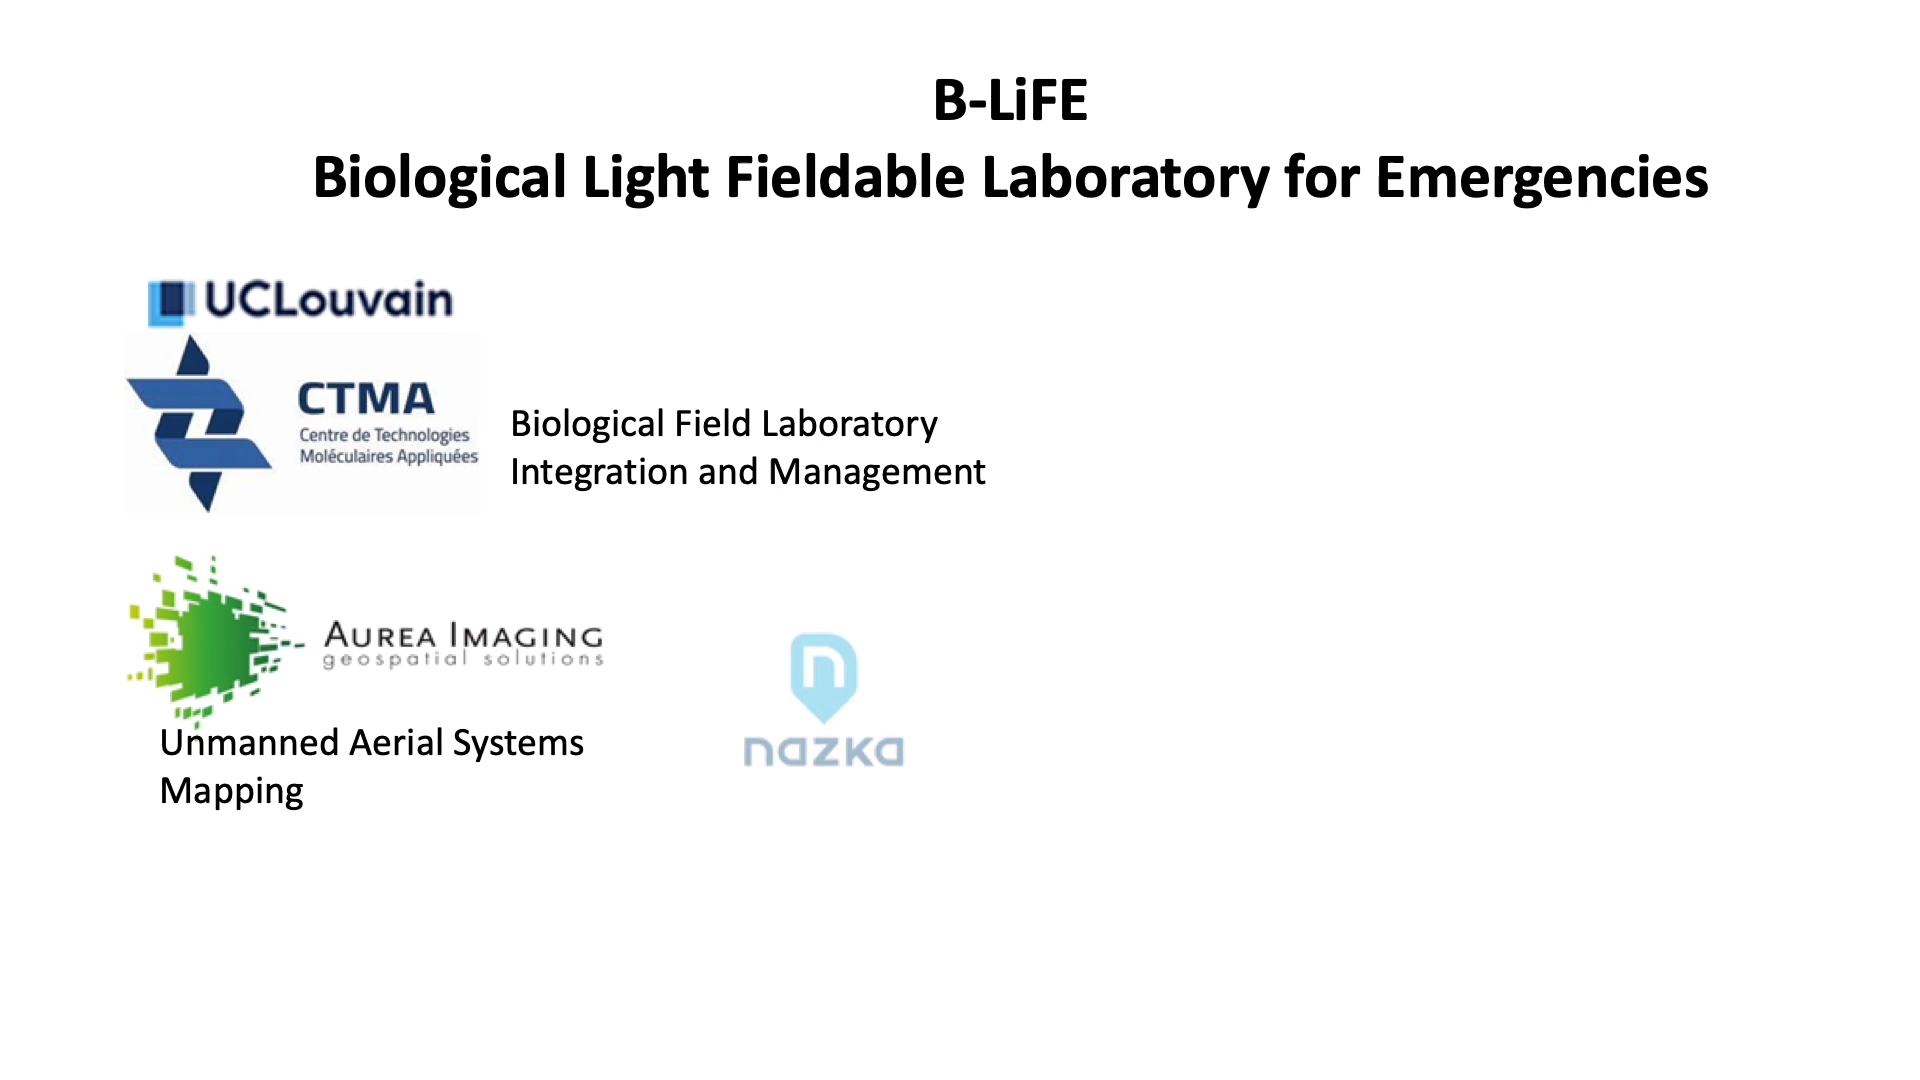 B-LiFE
Biological Light Fieldable Laboratory for Emergencies
UCLouvain
CTMA
Centre de Technologies
Moléculaires Appliquées
Biological Field Laboratory
Integration and Management
AUREA IMAGING
geospatial solutions
Unmanned Aerial Systems
Mapping
n
nazka